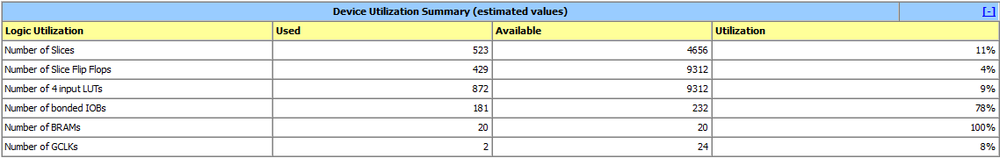 Device Utilization Summary (estimated values) [-]
Logic Utilization Used Available Utilization
Number of Slices 523 4656 11%
Number of Slice Flip Flops 429 9312 4%
Number of 4 input LUTs 872 9312 9%
Number of bonded IOBs 181 232 78%
Number of BRAMs 20 20 100%
Number of GCLKs 2 24 8%